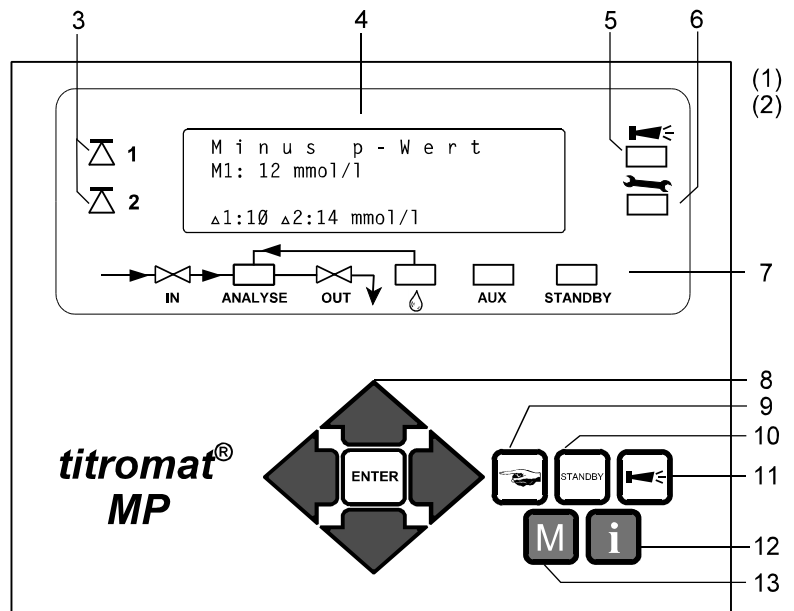 3 4 5 6
(1)
(2)
1
2
Minus p-Wert
M1: 12 mmol/l
▵1:1Ø ▵2:14 mmol/l
IN ANALYSE OUT AUX STANDBY
7
8
9
10
11
12
13
titromat®
MP
ENTER
STANDBY
M i